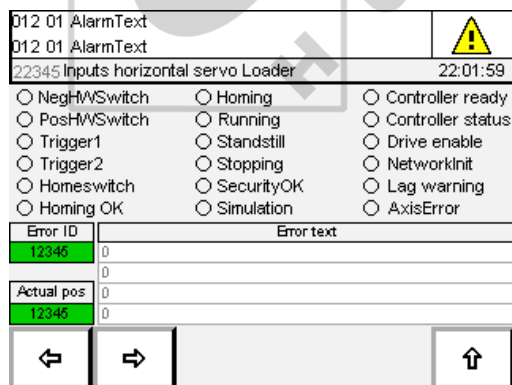 012 01 AlarmText
012 01 AlarmText
22345 Inputs horizontal servo Loader 22:01:59
NegHWSwitch Homing Controller ready
PosHWSwitch Running Controller status
Trigger1 Standstill Drive enable
Trigger2 Stopping NetworkInit
Homeswitch SecurityOK Lag warning
Homing OK Simulation AxisError
Error ID Error text
12345 0
0
Actual pos 0
12345 0